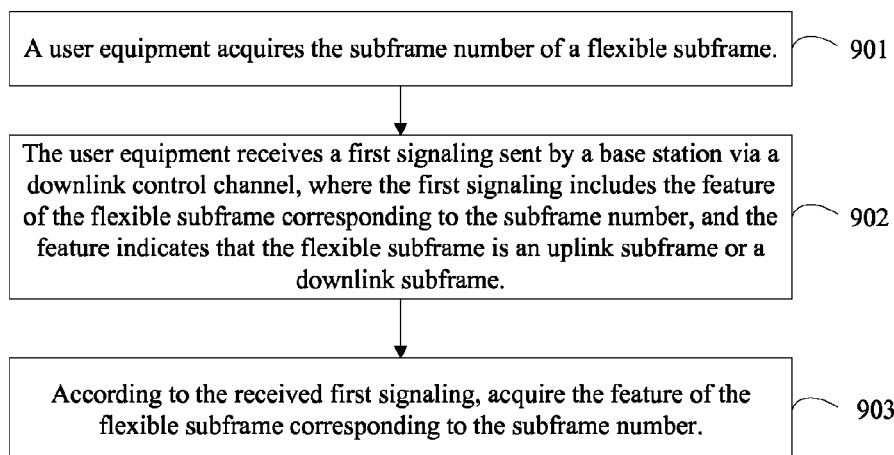 A user equipment acquires the subframe number of a flexible subframe.
901
The user equipment receives a first signaling sent by a base station via a
downlink control channel, where the first signaling includes the feature
of the flexible subframe corresponding to the subframe number, and the
feature indicates that the flexible subframe is an uplink subframe or a
downlink subframe.
902
According to the received first signaling, acquire the feature of the
flexible subframe corresponding to the subframe number.
903